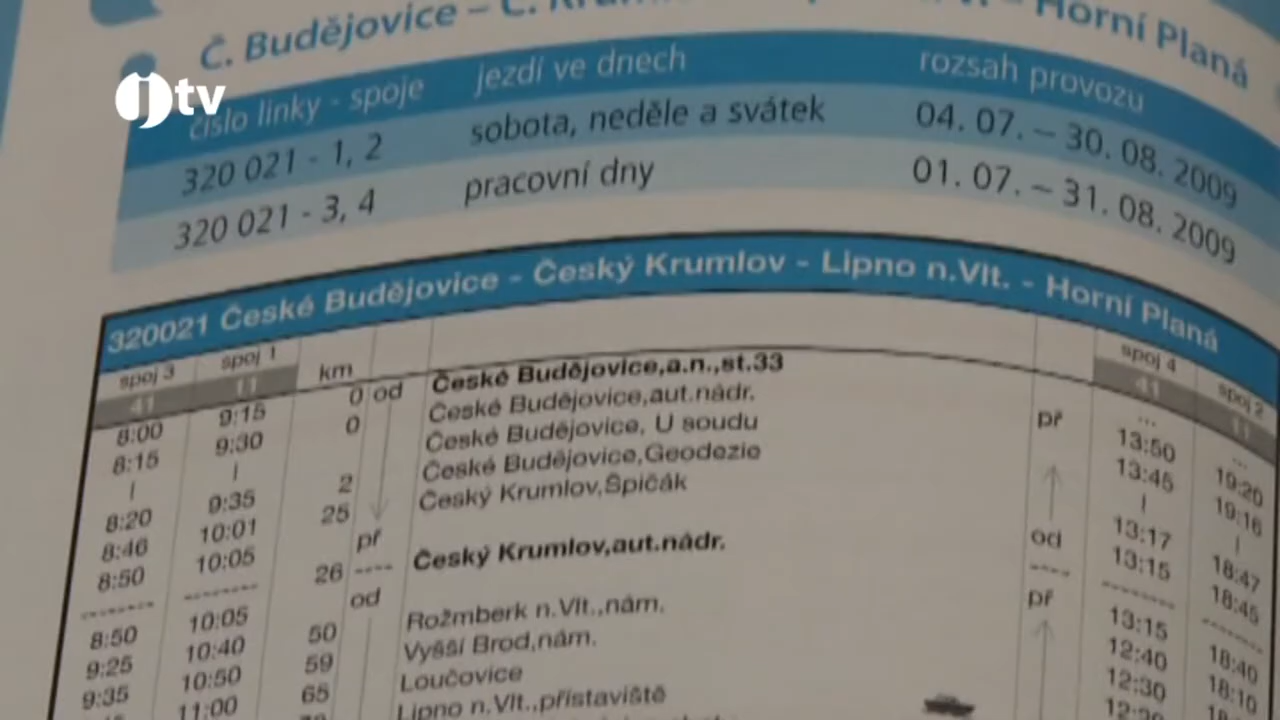 Č. Budějovice – Č. – Horní Planá
jtv
číslo linky - spoje jezdí ve dnech rozsah provozu
320 021 - 1, 2 sobota, neděle a svátek 04. 07. – 30. 08. 2009
320 021 - 3, 4 pracovní dny 01. 07. – 31. 08. 2009
320021 České Budějovice - Český Krumlov - Lipno n.Vlt. - Horní Planá
spoj 3 spoj 1 km spoj 4 spoj 2
41 11 41 11
8:00 9:15 0 od České Budějovice,a.n.,st.33 ... ...
8:15 9:30 0 České Budějovice,aut.nádr. př 13:50 19:20
| | České Budějovice, U soudu 13:45 19:16
8:20 9:35 2 České Budějovice,Geodezie | |
8:46 10:01 25 Český Krumlov,Špičák 13:17 18:47
8:50 10:05 26 př Český Krumlov,aut.nádr. od 13:15 18:45
8:50 10:05 od př 13:15 18:40
9:25 10:40 50 Rožmberk n.Vlt.,nám. 12:40 18:10
9:35 10:50 59 Vyšší Brod,nám. 12:30
11:00 65 Loučovice
Lipno n.Vlt.,přístaviště